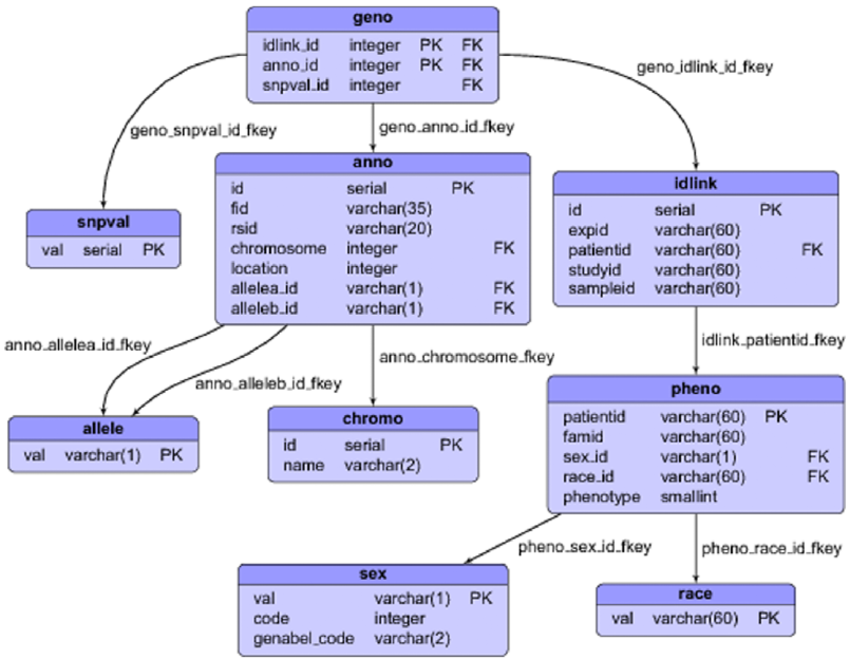 geno
idlink_id integer PK FK
anno_id integer PK FK
snpval_id integer FK
geno_idlink_id_fkey
geno_snpval_id_fkey
geno_anno_id_fkey
anno
id serial PK
fid varchar(35)
rsid varchar(20)
chromosome integer FK
location integer
allelea_id varchar(1) FK
alleleb_id varchar(1) FK
idlink
id serial PK
expid varchar(60)
patientid varchar(60) FK
studyid varchar(60)
sampleid varchar(60)
snpval
val serial PK
anno_allelea_id_fkey
anno_alleleb_id_fkey
anno_chromosome_fkey
idlink_patientid_fkey
allele
val varchar(1) PK
chromo
id serial PK
name varchar(2)
pheno
patientid varchar(60) PK
famid varchar(60)
sex_id varchar(1) FK
race_id varchar(60) FK
phenotype smallint
pheno_sex_id_fkey
pheno_race_id_fkey
sex
val varchar(1) PK
code integer
genabel_code varchar(2)
race
val varchar(60) PK